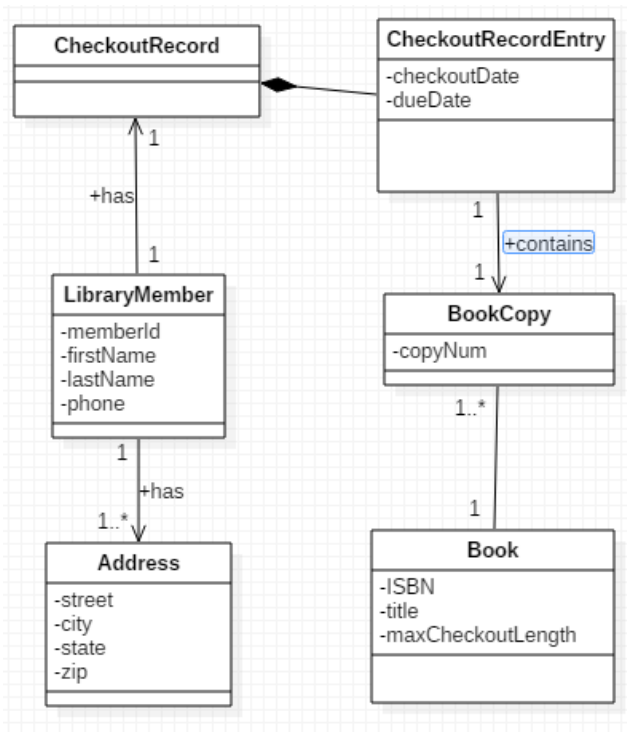 CheckoutRecord
CheckoutRecordEntry
-checkoutDate
-dueDate
1
+has
1
1
+contains
1
LibraryMember
-memberId
-firstName
-lastName
-phone
BookCopy
-copyNum
1
+has
1..*
1..*
1
Address
-street
-city
-state
-zip
Book
-ISBN
-title
-maxCheckoutLength